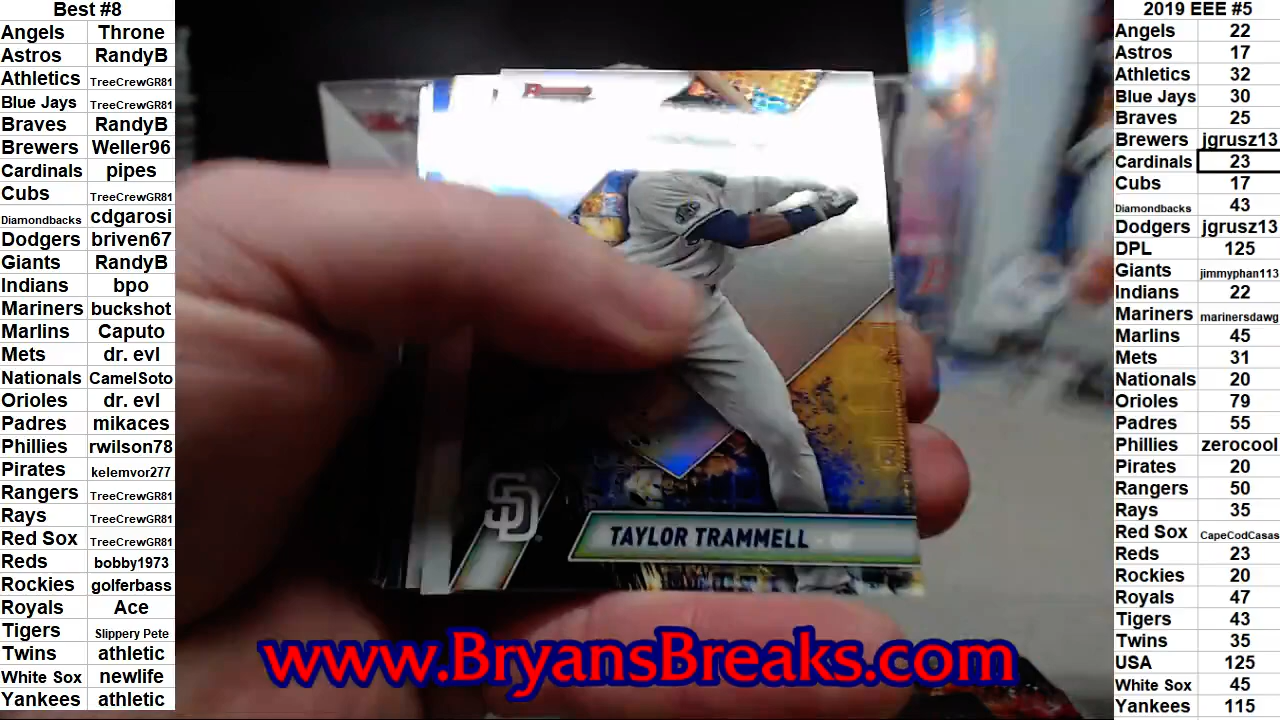 Best #8
Angels Throne
Astros RandyB
Athletics TreeCrewGR81
Blue Jays TreeCrewGR81
Braves RandyB
Brewers Weller96
Cardinals pipes
Cubs TreeCrewGR81
Diamondbacks cdgarosi
Dodgers briven67
Giants RandyB
Indians bpo
Mariners buckshot
Marlins Caputo
Mets dr. evl
Nationals CamelSoto
Orioles dr. evl
Padres mikaces
Phillies rwilson78
Pirates kelemvor277
Rangers TreeCrewGR81
Rays TreeCrewGR81
Red Sox TreeCrewGR81
Reds bobby1973
Rockies golferbass
Royals Ace
Tigers Slippery Pete
Twins athletic
White Sox newlife
Yankees athletic
SD
TAYLOR TRAMMELL
www.BryansBreaks.com
2019 EEE #5
Angels 22
Astros 17
Athletics 32
Blue Jays 30
Braves 25
Brewers jgrusz13
Cardinals 23
Cubs 17
Diamondbacks 43
Dodgers jgrusz13
DPL 125
Giants jimmyphan113
Indians 22
Mariners marinersdawg
Marlins 45
Mets 31
Nationals 20
Orioles 79
Padres 55
Phillies zerocool
Pirates 20
Rangers 50
Rays 35
Red Sox CapeCodCasas
Reds 23
Rockies 20
Royals 47
Tigers 43
Twins 35
USA 125
White Sox 45
Yankees 115